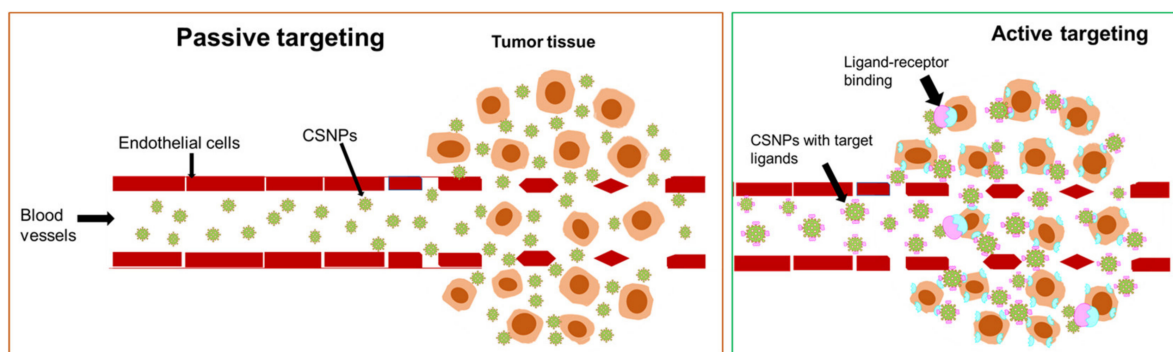 Passive targeting
Tumor tissue
Endothelial cells
CSNPs
Blood
vessels
Active targeting
Ligand-receptor
binding
CSNPs with target
ligands